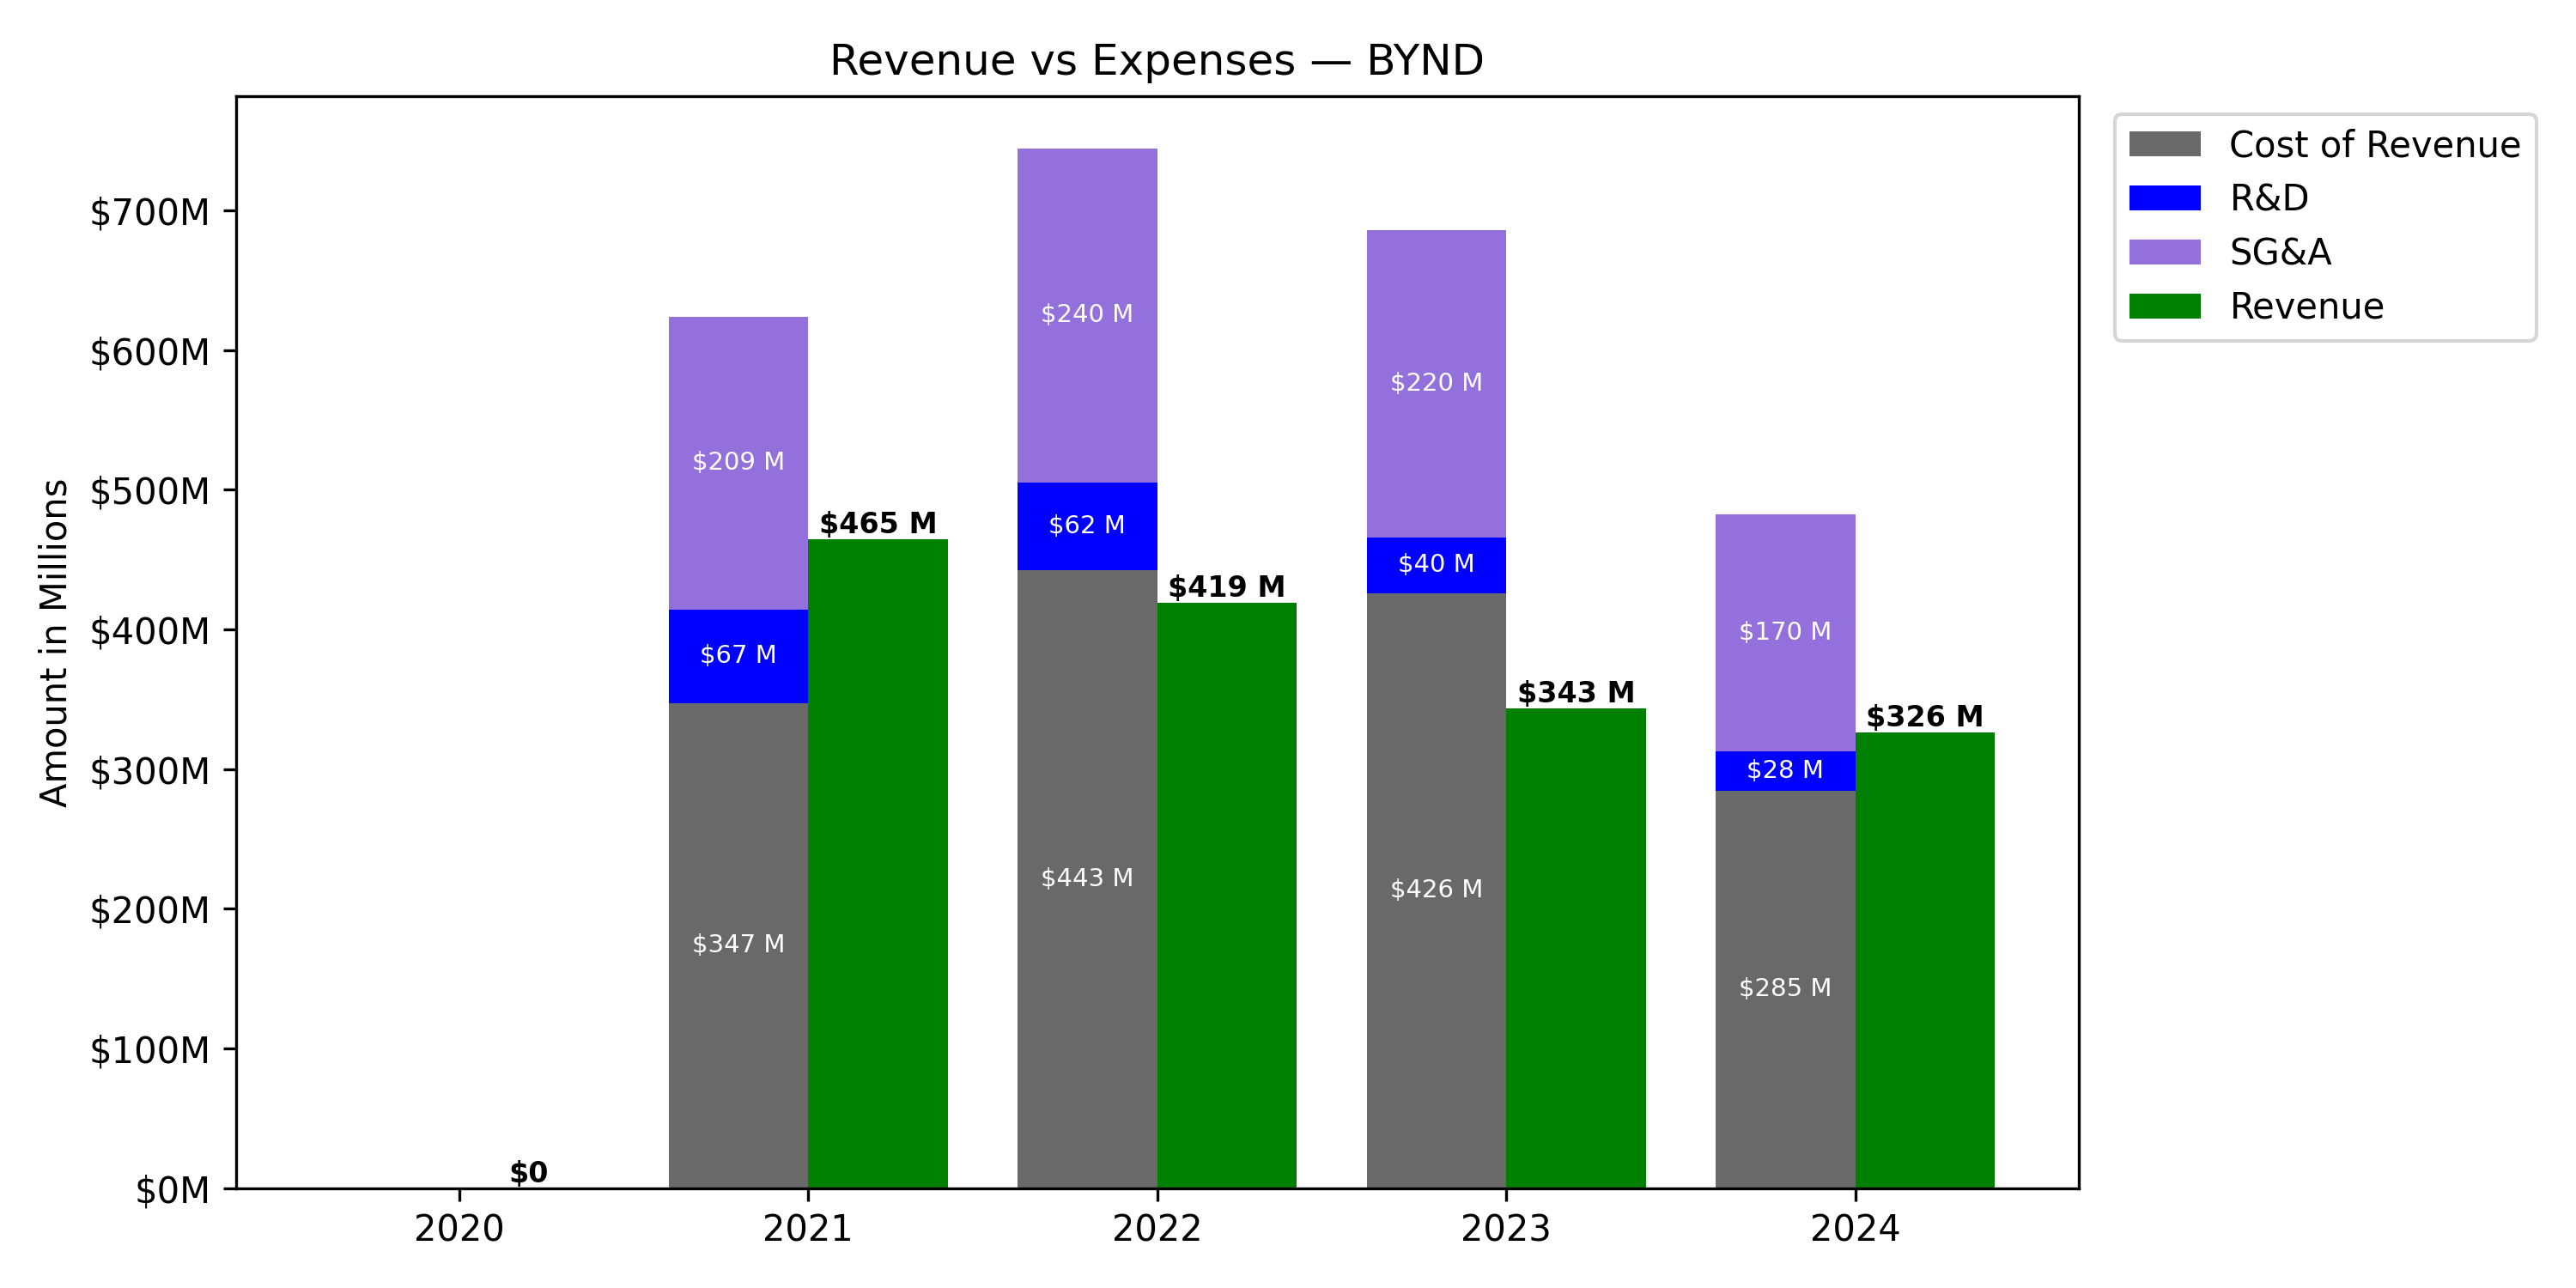 Revenue vs Expenses — BYND
Cost of Revenue
R&D
SG&A
Revenue
Amount in Millions
$700M
$600M
$500M
$400M
$300M
$200M
$100M
$0M
$0
$209 M
$67 M
$347 M
$465 M
$240 M
$62 M
$443 M
$419 M
$220 M
$40 M
$426 M
$343 M
$170 M
$28 M
$285 M
$326 M
2020
2021
2022
2023
2024